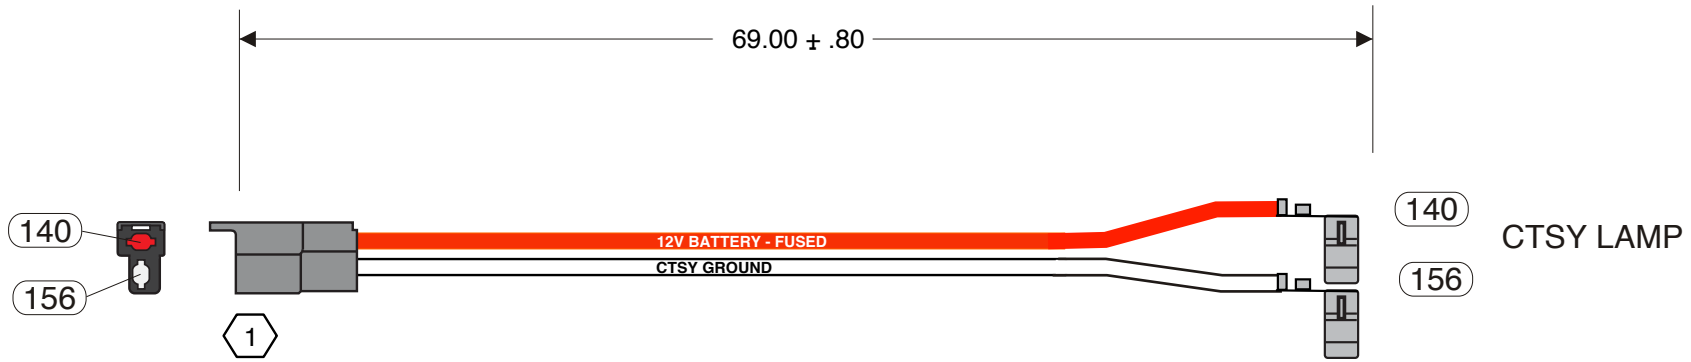 69.00 ± .80
140
140
CTSY LAMP
12V BATTERY - FUSED
CTSY GROUND
156
156
1